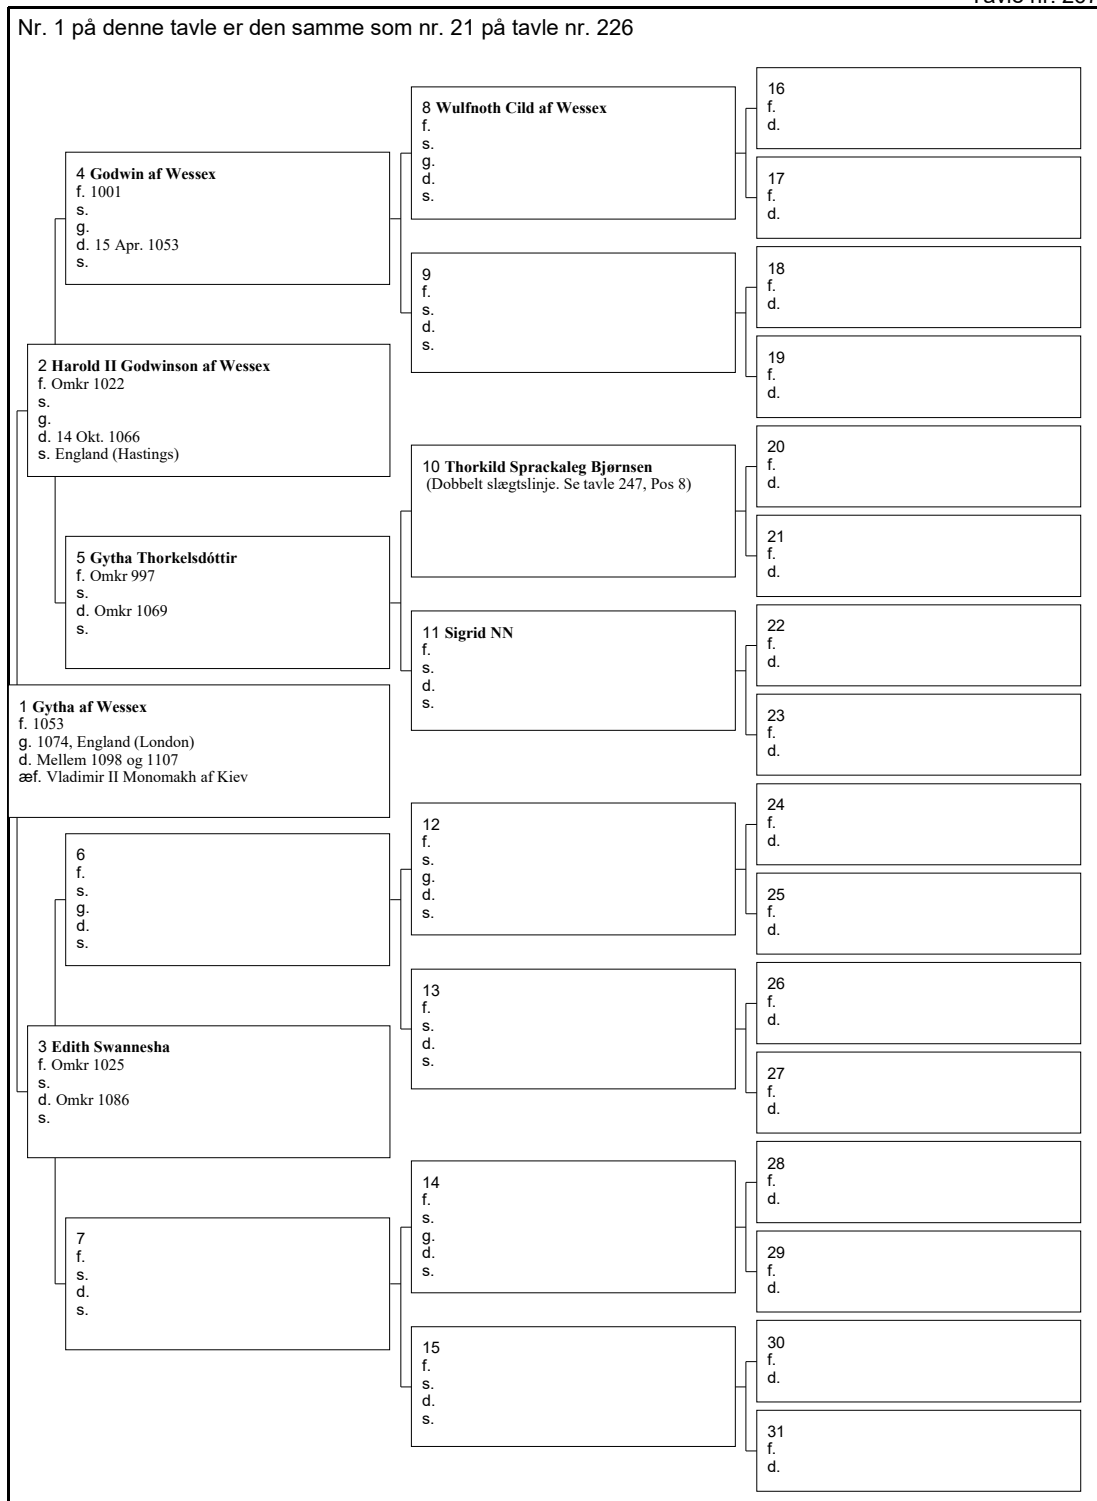 Nr. 1 på denne tavle er den samme som nr. 21 på tavle nr. 226
16
f.
d.
8 Wulfnoth Cild af Wessex
f.
s.
g.
d.
s.
4 Godwin af Wessex
f. 1001
s.
g.
d. 15 Apr. 1053
s.
17
f.
d.
9
f.
s.
d.
s.
18
f.
d.
19
f.
d.
2 Harold II Godwinson af Wessex
f. Omkr 1022
s.
g.
d. 14 Okt. 1066
s. England (Hastings)
10 Thorkild Sprackaleg Bjørnsen
(Dobbelt slægtslinje. Se tavle 247, Pos 8)
20
f.
d.
21
f.
d.
5 Gytha Thorkelsdóttir
f. Omkr 997
s.
d. Omkr 1069
s.
11 Sigrid NN
f.
s.
d.
s.
22
f.
d.
23
f.
d.
1 Gytha af Wessex
f. 1053
g. 1074, England (London)
d. Mellem 1098 og 1107
æf. Vladimir II Monomakh af Kiev
12
f.
s.
g.
d.
s.
24
f.
d.
25
f.
d.
6
f.
s.
g.
d.
s.
13
f.
s.
d.
s.
26
f.
d.
27
f.
d.
3 Edith Swannesha
f. Omkr 1025
s.
d. Omkr 1086
s.
14
f.
s.
g.
d.
s.
28
f.
d.
29
f.
d.
7
f.
s.
d.
s.
15
f.
s.
d.
s.
30
f.
d.
31
f.
d.